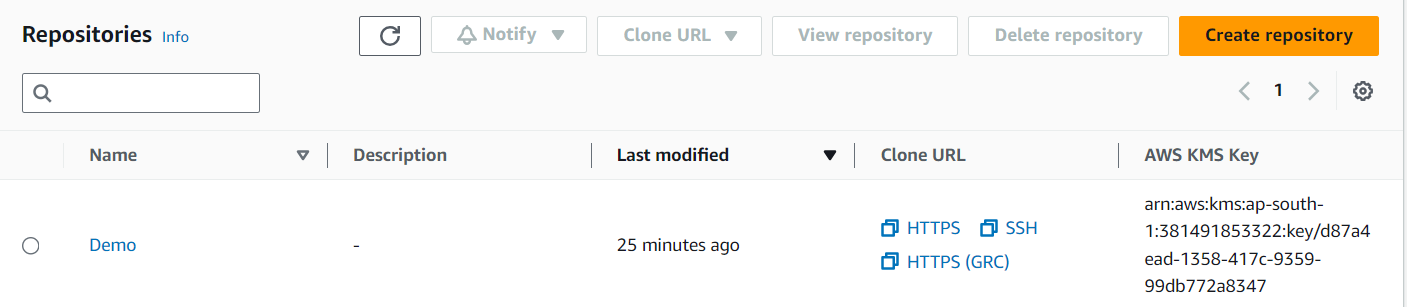 Repositories Info
Notify Clone URL View repository Delete repository Create repository
1
Name Description Last modified Clone URL AWS KMS Key
Demo - 25 minutes ago HTTPS SSH HTTPS (GRC)
arn:aws:kms:ap-south-
1:381491853322:key/d87a4
ead-1358-417c-9359-
99db772a8347